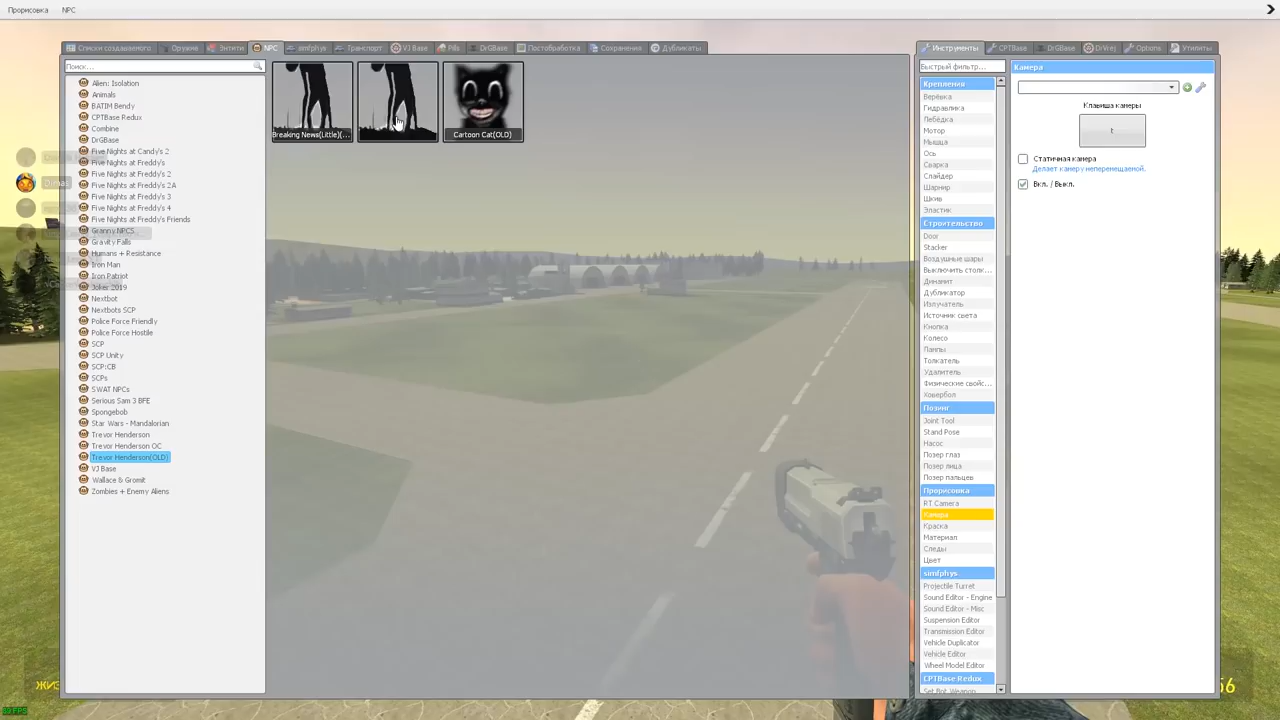 Прорисовка
NPC
Списки создаваемого
Оружие
Энтити
NPC
simfphys
Транспорт
VJ Base
Pills
DrGBase
Постобработка
Сохранения
Дубликаты
Поиск...
Alien: Isolation
Animals
BATIM Bendy
CPTBase Redux
Combine
DrGBase
Five Nights at Candy's 2
Five Nights at Freddy's
Five Nights at Freddy's 2
Five Nights at Freddy's 2A
Five Nights at Freddy's 3
Five Nights at Freddy's 4
Five Nights at Freddy's Friends
Granny NPCS
Gravity Falls
Humans + Resistance
Iron Man
Iron Patriot
Joker 2019
Nextbot
Nextbots SCP
Police Force Friendly
Police Force Hostile
SCP
SCP Unity
SCP:CB
SCPs
SWAT NPCs
Serious Sam 3 BFE
Spongebob
Star Wars - Mandalorian
Trevor Henderson
Trevor Henderson OC
Trevor Henderson(OLD)
VJ Base
Wallace & Gromit
Zombies + Enemy Aliens
Breaking News(Little)(...
Cartoon Cat(OLD)
Инструменты
CPTBase
DrGBase
DrVrej
Options
Утилиты
Быстрый фильтр...
Крепления
Верёвка
Гидравлика
Лебёдка
Мотор
Мышца
Ось
Сварка
Слайдер
Шарнир
Шкив
Эластик
Строительство
Door
Stacker
Воздушные шары
Выключить столк...
Динамит
Дубликатор
Излучатель
Источник света
Кнопка
Колесо
Лампы
Толкатель
Удалитель
Физические свойс...
Ховербол
Позинг
Joint Tool
Stand Pose
Насос
Позер глаз
Позер лица
Позер пальцев
Прорисовка
RT Camera
Камера
Краска
Материал
Следы
Цвет
simfphys
Projectile Turret
Sound Editor - Engine
Sound Editor - Misc
Suspension Editor
Transmission Editor
Vehicle Duplicator
Vehicle Editor
Wheel Model Editor
CPTBase Redux
Set Bot Weapon
Камера
Клавиша камеры
t
Статичная камера
Делает камеру неперемещаемой.
Вкл. / Выкл.